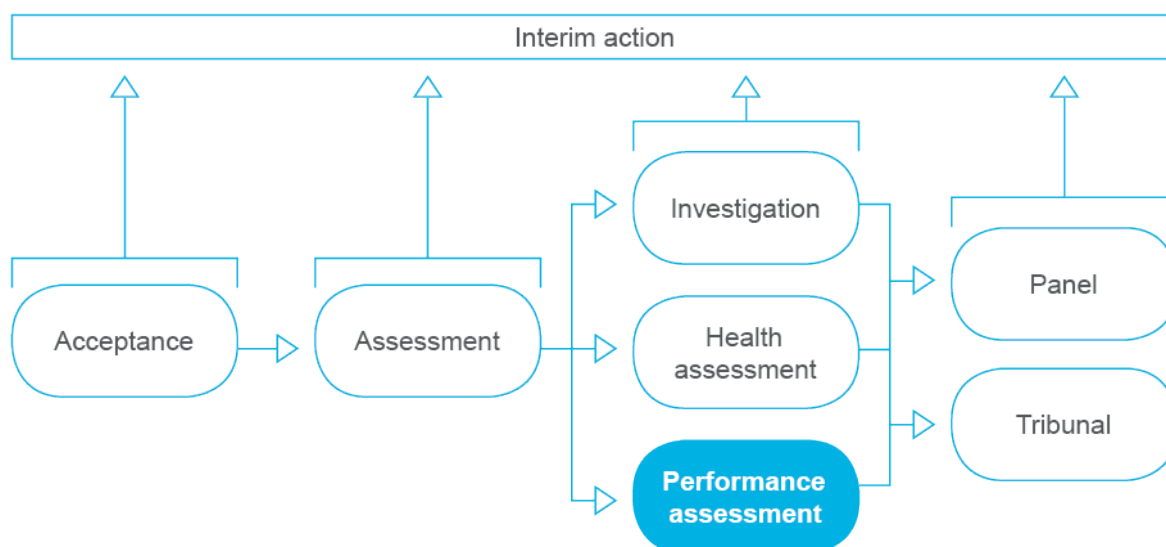 Interim action
Acceptance
Assessment
Investigation
Health
assessment
Performance
assessment
Panel
Tribunal